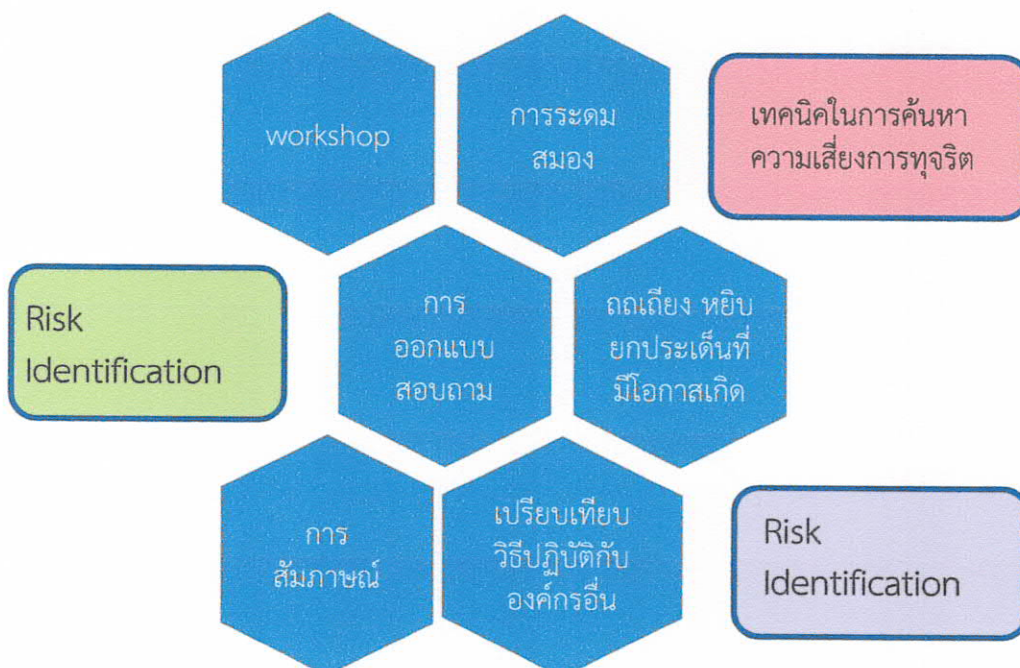 workshop
การระดม
สมอง
เทคนิคในการค้นหา
ความเสี่ยงการทุจริต
Risk
Identification
การ
ออกแบบ
สอบถาม
ถกเถียง หยิบ
ยกประเด็นที่
มีโอกาสเกิด
การ
สัมภาษณ์
เปรียบเทียบ
วิธีปฏิบัติกับ
องค์กรอื่น
Risk
Identification